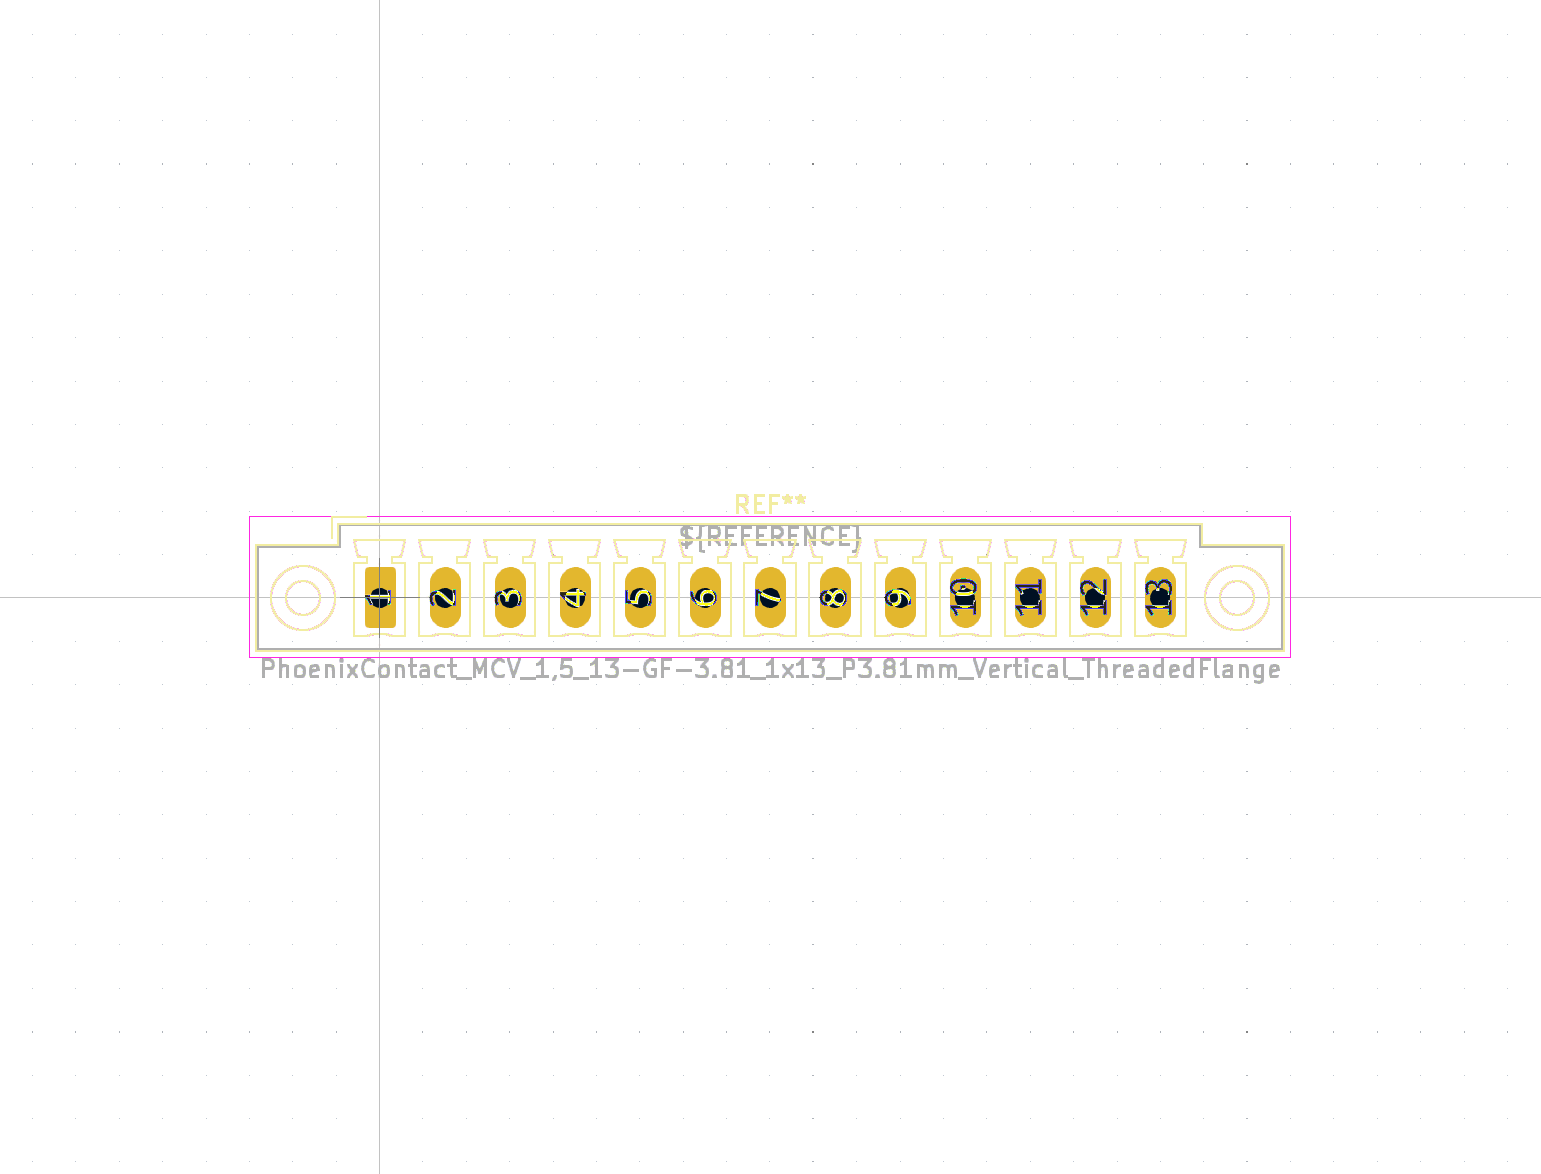 REF**
${REFERENCE}
1 2 3 4 5 6 7 8 9 10 11 12 13
PhoenixContact_MCV_1,5_13-GF-3.81_1x13_P3.81mm_Vertical_ThreadedFlange